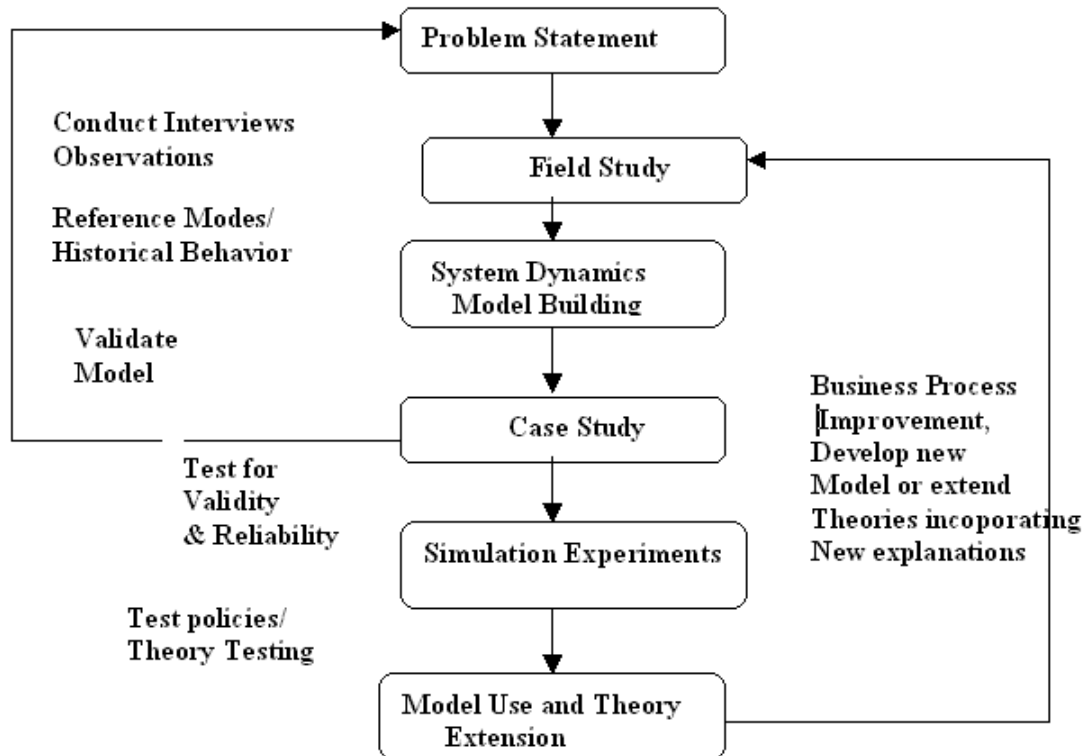 Problem Statement
Conduct Interviews
Observations
Field Study
Reference Modes/
Historical Behavior
System Dynamics
Model Building
Validate
Model
Case Study
Business Process
Improvement,
Develop new
Model or extend
Theories incoporating
New explanations
Test for
Validity
& Reliability
Simulation Experiments
Test policies/
Theory Testing
Model Use and Theory
Extension